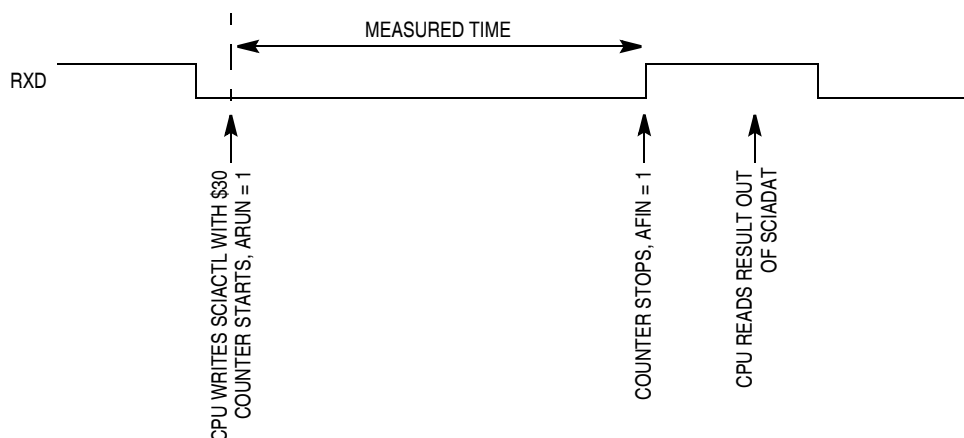 MEASURED TIME
RXD
CPU WRITES SCIACTL WITH $30
COUNTER STARTS, ARUN = 1
COUNTER STOPS, AFIN = 1
CPU READS RESULT OUT
OF SCIADAT